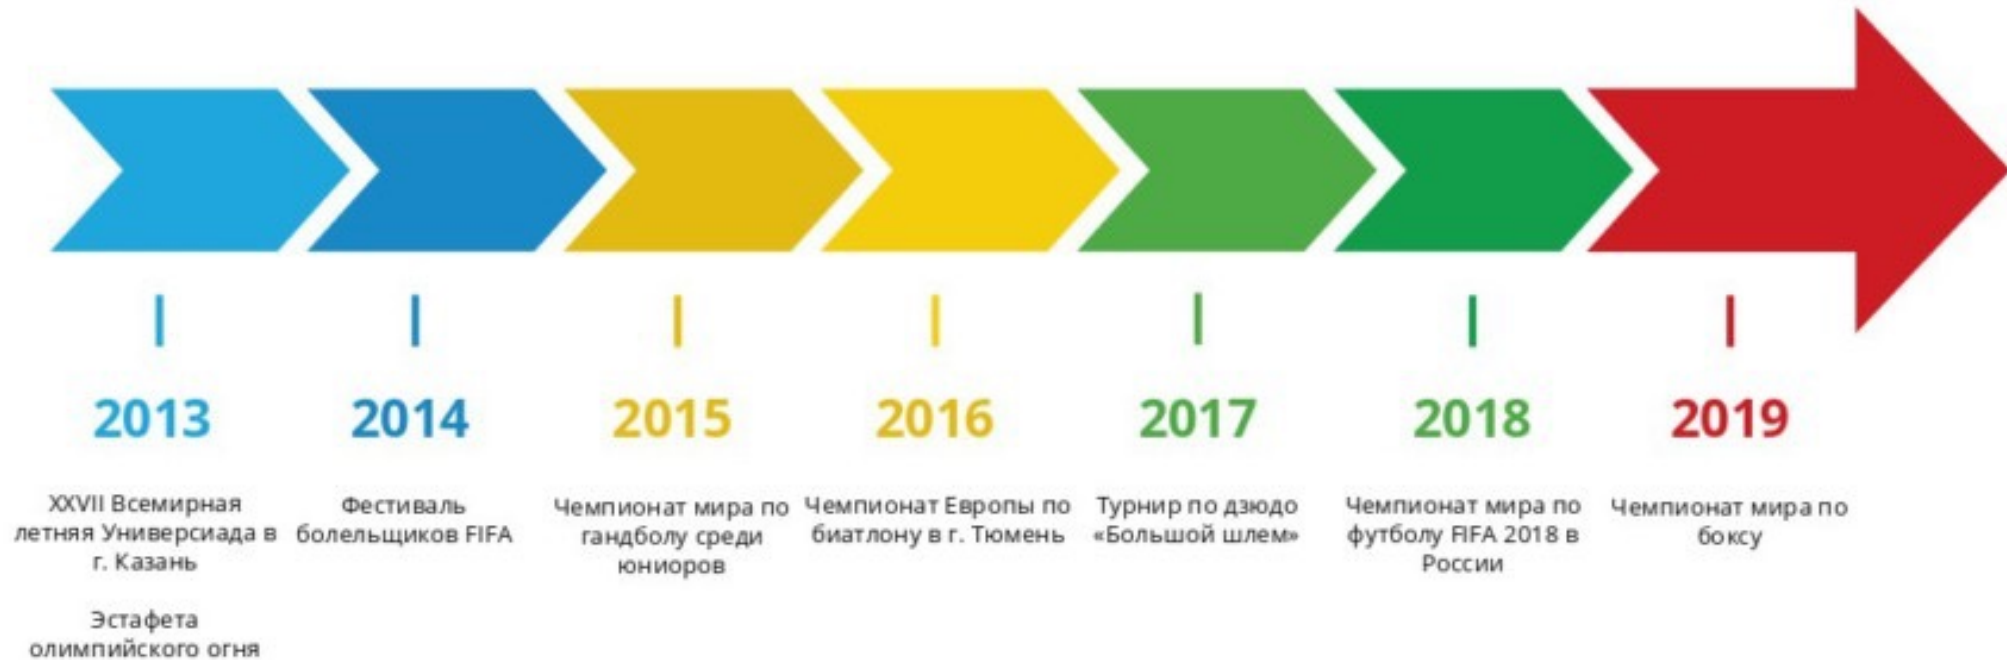 2013
XXVII Всемирная
летняя Универсиада в
г. Казань
Эстафета
олимпийского огня
2014
Фестиваль
болельщиков FIFA
2015
Чемпионат мира по
гандболу среди
юниоров
2016
Чемпионат Европы по
биатлону в г. Тюмень
2017
Турнир по дзюдо
«Большой шлем»
2018
Чемпионат мира по
футболу FIFA 2018 в
России
2019
Чемпионат мира по
боксу